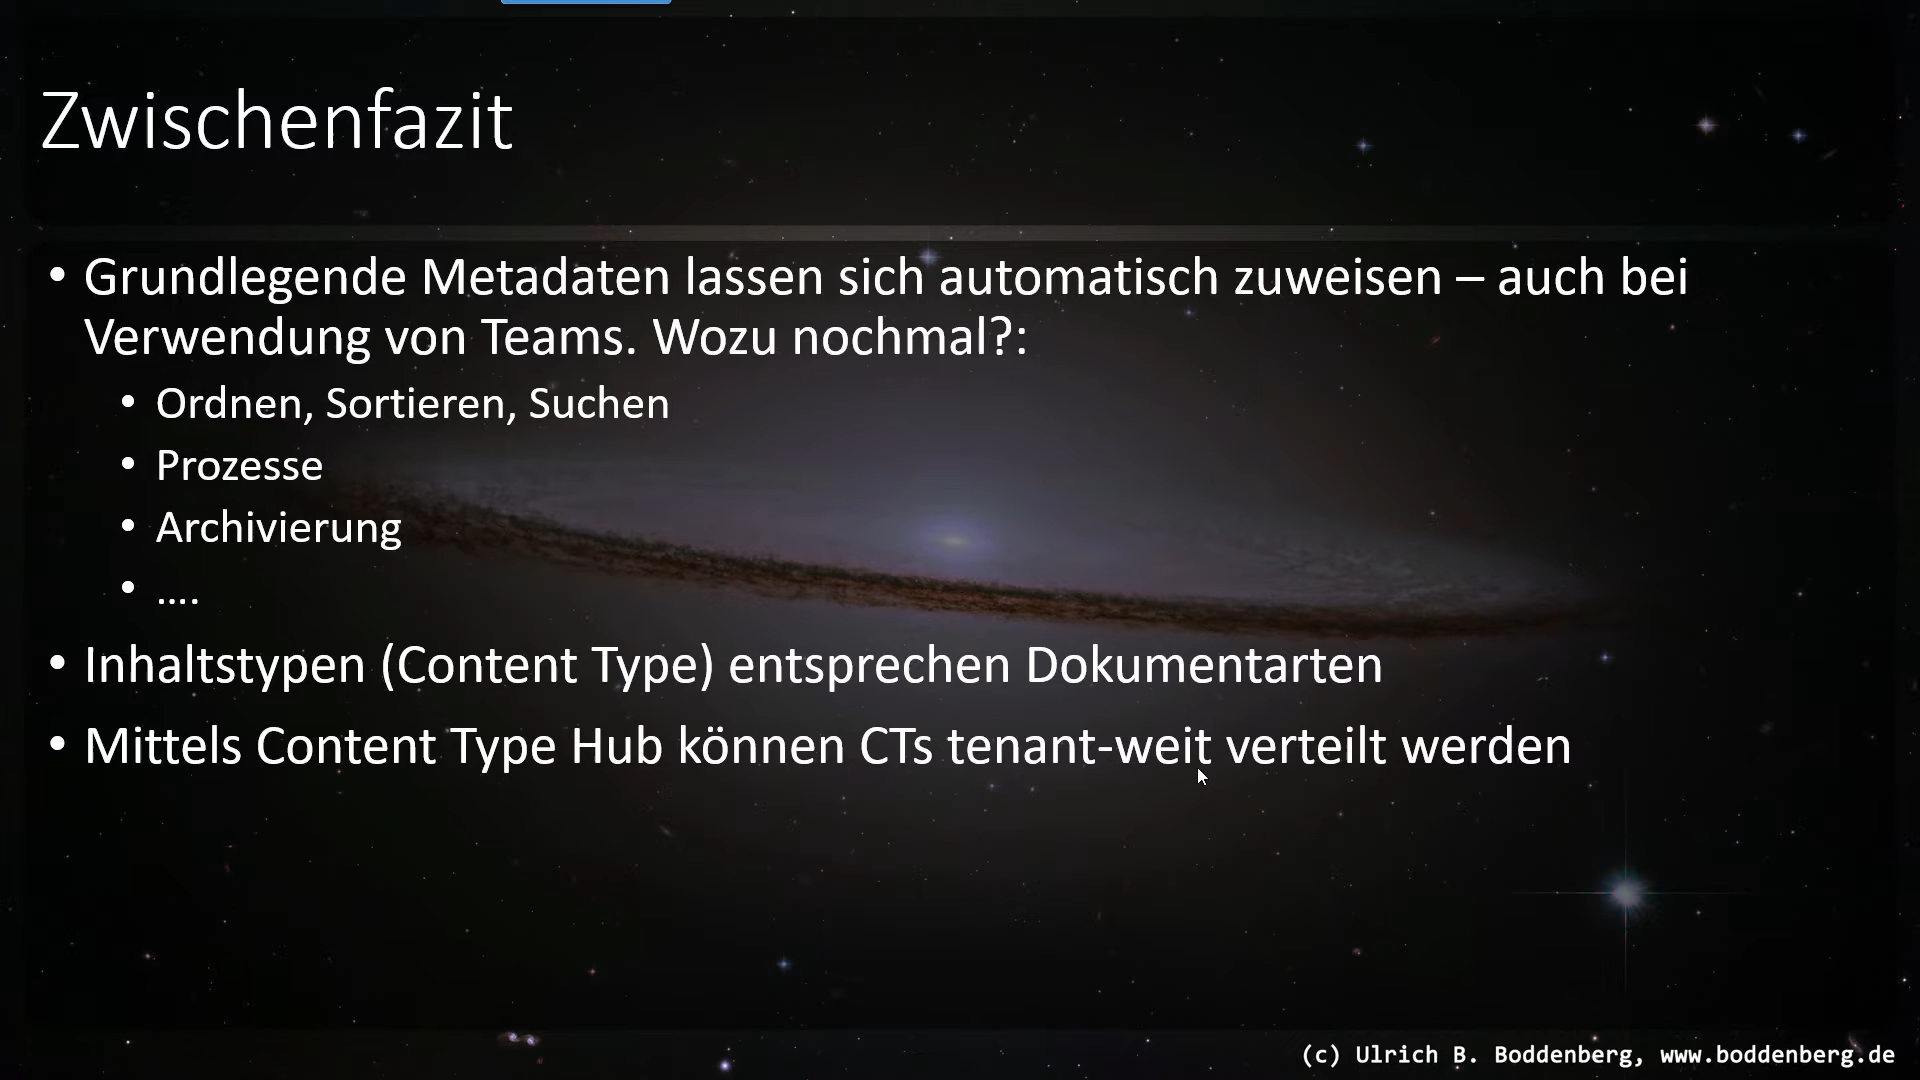 Zwischenfazit
• Grundlegende Metadaten lassen sich automatisch zuweisen – auch bei
Verwendung von Teams. Wozu nochmal?:
• Ordnen, Sortieren, Suchen
• Prozesse
• Archivierung
• ....
• Inhaltstypen (Content Type) entsprechen Dokumentarten
• Mittels Content Type Hub können CTs tenant-weit verteilt werden
(c) Ulrich B. Boddenberg, www.boddenberg.de